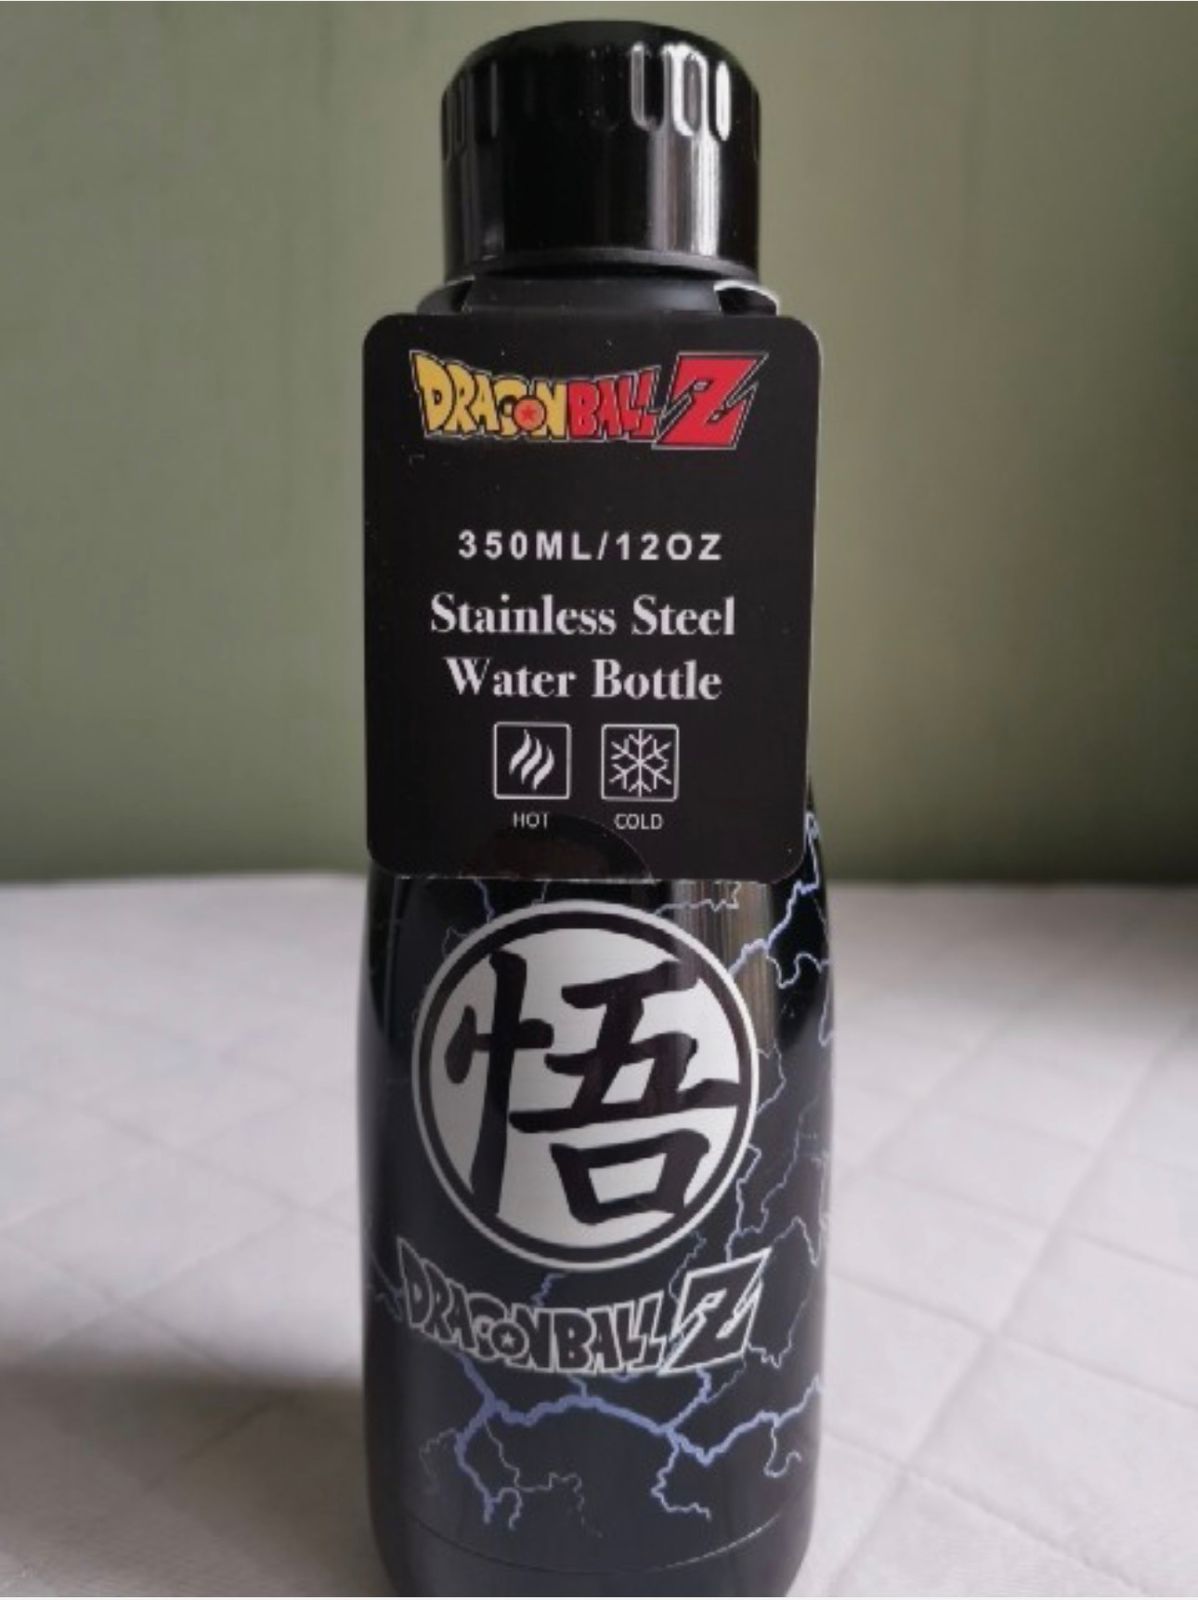 DRAGONBALL Z
350ML/12OZ
Stainless Steel
Water Bottle
HOT COLD
悟
DRAGONBALL Z